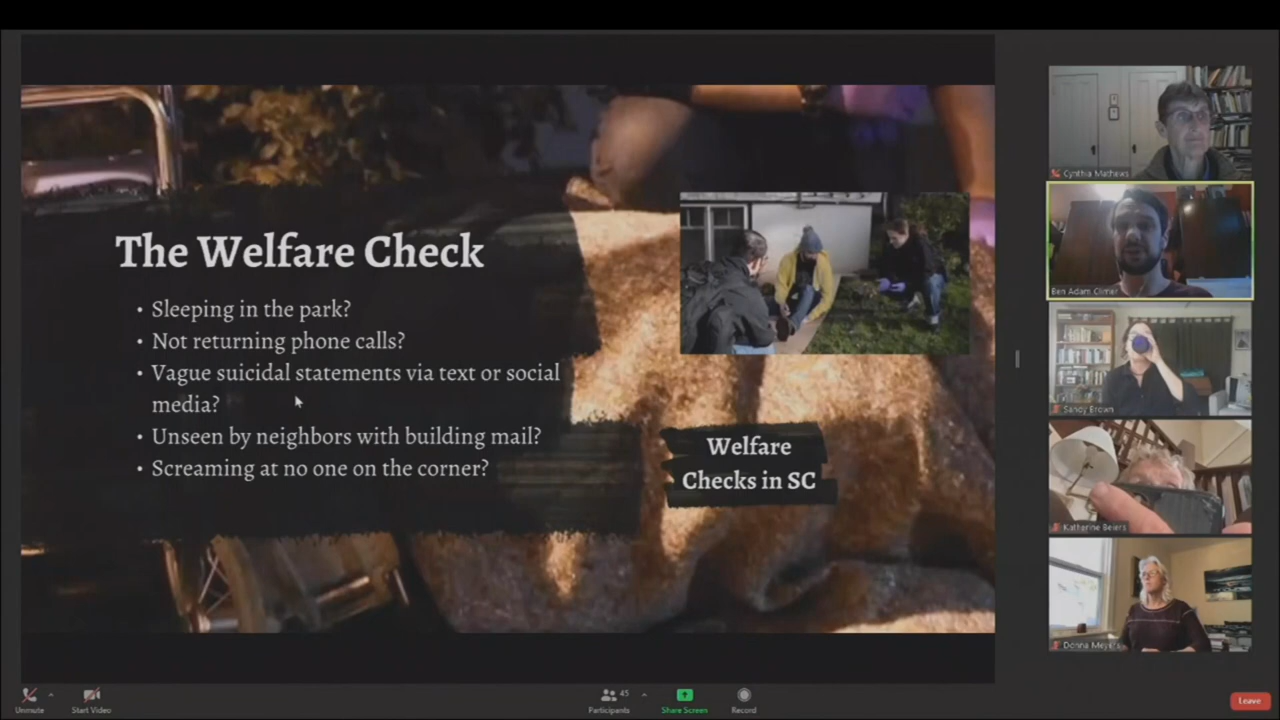 The Welfare Check
• Sleeping in the park?
• Not returning phone calls?
• Vague suicidal statements via text or social
media?
• Unseen by neighbors with building mail?
• Screaming at no one on the corner?
Welfare
Checks in SC
Cynthia Mathews
Ben Adam Climer
Sandy Brown
Katherine Beiers
Donna Meyers
Unmute
Start Video
45
Participants
Share Screen
Record
Leave